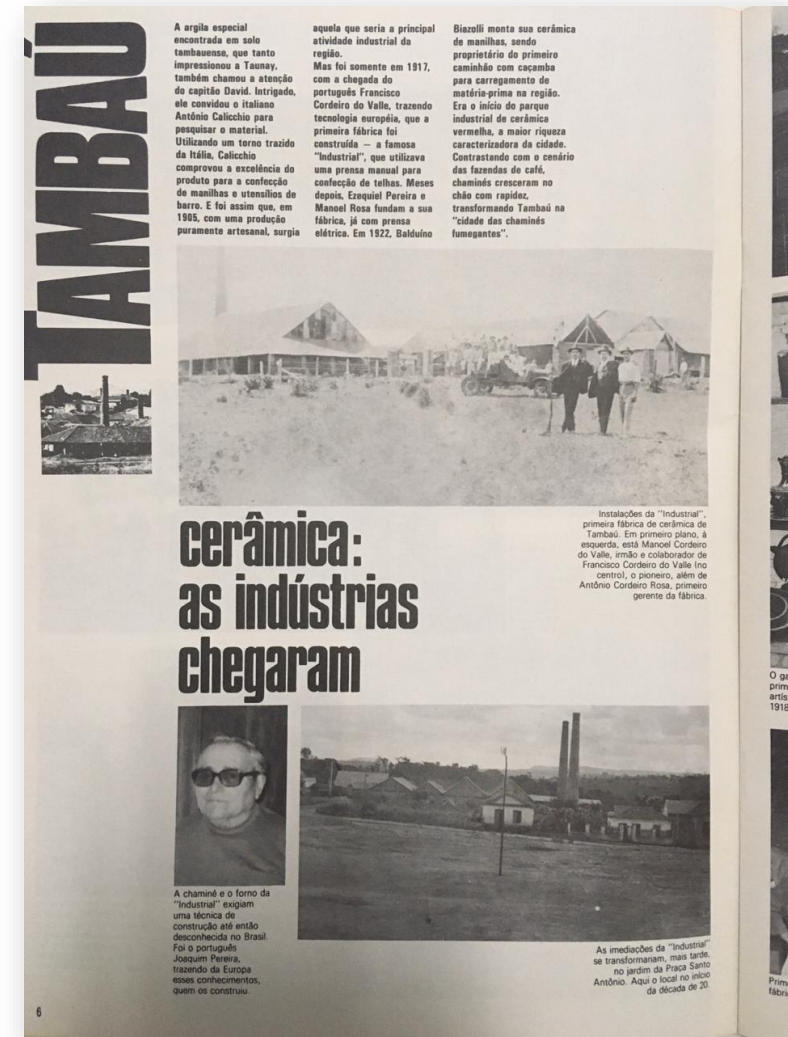 TAMBAÚ
A argila especial
encontrada em solo
tambauense, que tanto
impressionou a Taunay,
também chamou a atenção
do capitão David. Intrigado,
ele convidou o italiano
Antônio Calicchio para
pesquisar o material.
Utilizando um torno trazido
da Itália, Calicchio
comprovou a excelência do
produto para a confecção
de manilhas e utensílios de
barro. E foi assim que, em
1905, com uma produção
puramente artesanal, surgia
aquela que seria a principal
atividade industrial da
região.
Mas foi somente em 1917,
com a chegada do
português Francisco
Cordeiro do Valle, trazendo
tecnologia européia, que a
primeira fábrica foi
construída — a famosa
"Industrial", que utilizava
uma prensa manual para
confecção de telhas. Meses
depois, Ezequiel Pereira e
Manoel Rosa fundam a sua
fábrica, já com prensa
elétrica. Em 1922, Balduíno
Biazolli monta sua cerâmica
de manilhas, sendo
proprietário do primeiro
caminhão com caçamba
para carregamento de
matéria-prima na região.
Era o início do parque
industrial de cerâmica
vermelha, a maior riqueza
caracterizadora da cidade.
Contrastando com o cenário
das fazendas de café,
chaminés cresceram no
chão com rapidez,
transformando Tambaú na
"cidade das chaminés
fumegantes".
Instalações da "Industrial",
primeira fábrica de cerâmica de
Tambaú. Em primeiro plano, à
esquerda, está Manoel Cordeiro
do Valle, irmão e colaborador de
Francisco Cordeiro do Valle (no
centro), o pioneiro, além de
Antônio Cordeiro Rosa, primeiro
gerente da fábrica.
cerâmica:
as indústrias
chegaram
A chaminé e o forno da
"Industrial" exigiam
uma técnica de
construção até então
desconhecida no Brasil.
Foi o português
Joaquim Pereira,
trazendo da Europa
esses conhecimentos,
quem os construiu.
As imediações da "Industrial"
se transformariam, mais tarde,
no jardim da Praça Santo
Antônio. Aqui o local no início
da década de 20.
6
O ga
prim
artís
1918
Prim
fábri